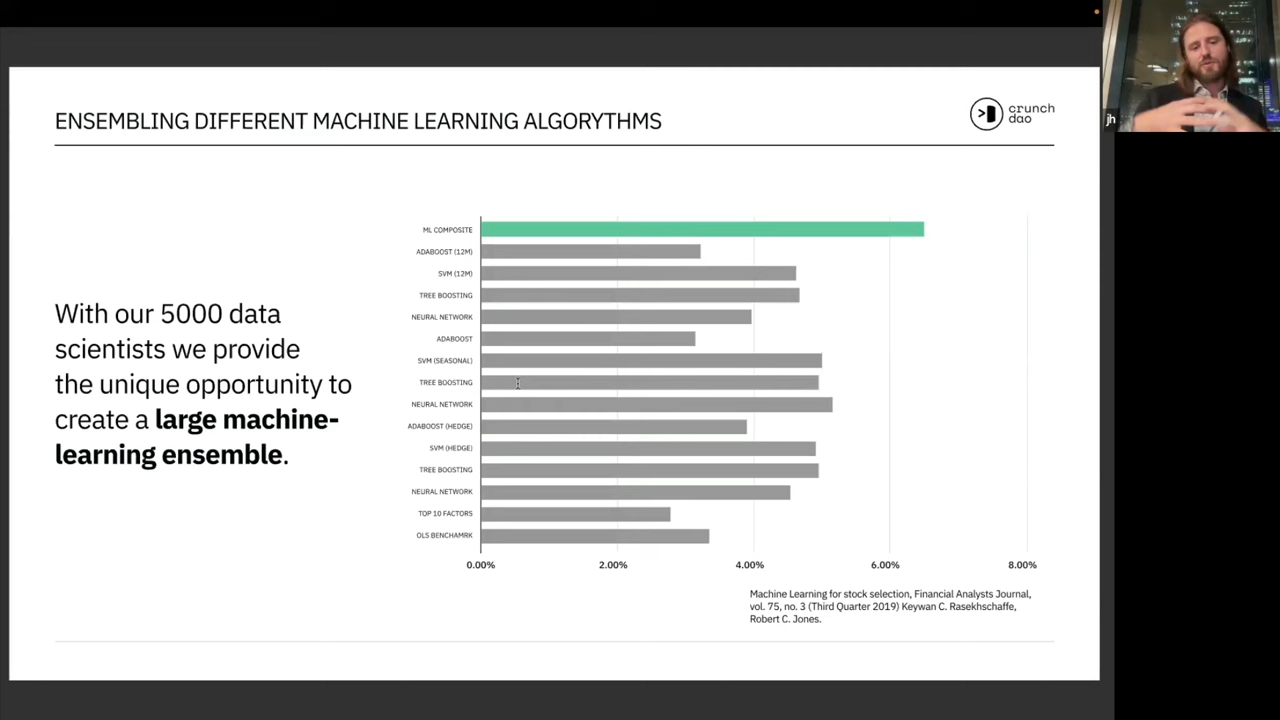 ENSEMBLING DIFFERENT MACHINE LEARNING ALGORYTHMS
crunch
dao
jh
With our 5000 data
scientists we provide
the unique opportunity to
create a large machine-
learning ensemble.
ML COMPOSITE
ADABOOST (12M)
SVM (12M)
TREE BOOSTING
NEURAL NETWORK
ADABOOST
SVM (SEASONAL)
TREE BOOSTING
NEURAL NETWORK
ADABOOST (HEDGE)
SVM (HEDGE)
TREE BOOSTING
NEURAL NETWORK
TOP 10 FACTORS
OLS BENCHAMRK
0.00% 2.00% 4.00% 6.00% 8.00%
Machine Learning for stock selection, Financial Analysts Journal,
vol. 75, no. 3 (Third Quarter 2019) Keywan C. Rasekhschaffe,
Robert C. Jones.